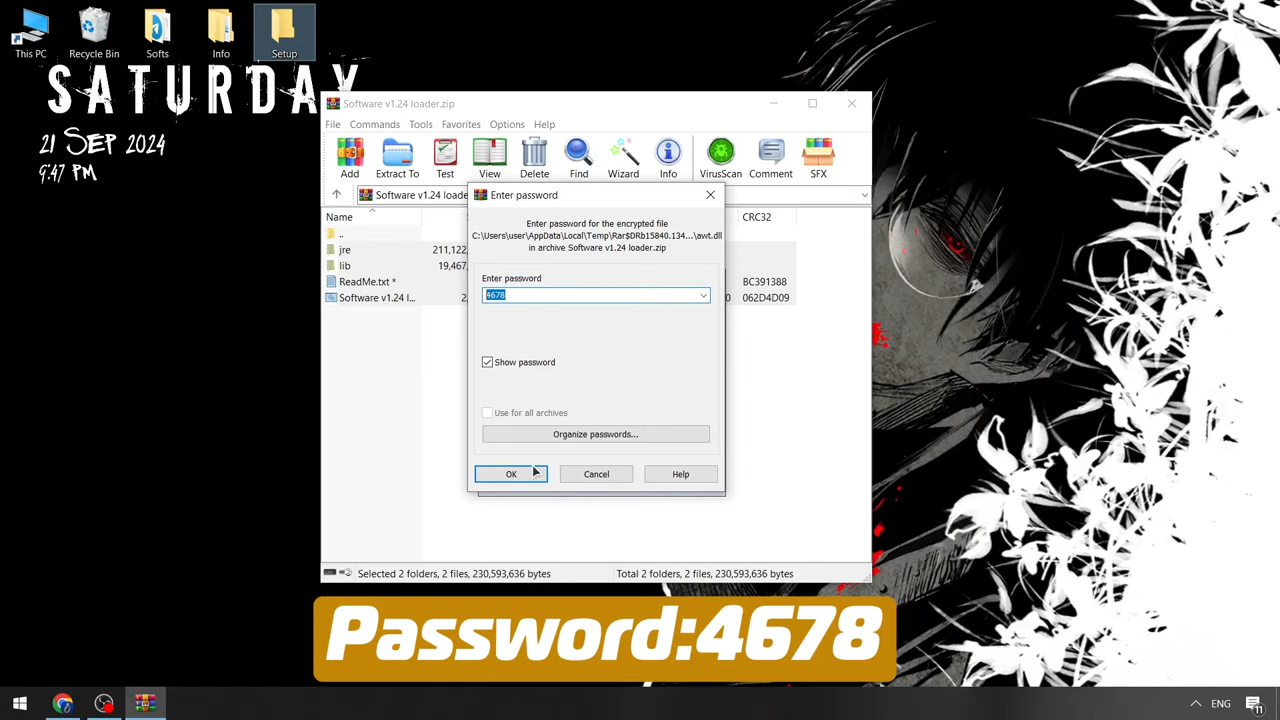 This PC
Recycle Bin
Softs
Info
Setup
SATURDAY
21 SEP 2024
9:47 PM
Software v1.24 loader.zip
File Commands Tools Favorites Options Help
Add Extract To Test View Delete Find Wizard Info VirusScan Comment SFX
Software v1.24 loade
Name CRC32
..
jre 211,122,
lib 19,467,
ReadMe.txt * BC391388
Software v1.24 l... 2 0 062D4D09
Enter password
Enter password for the encrypted file
C:\Users\user\AppData\Local\Temp\Rar$DRb15840.134...\awt.dll
in archive Software v1.24 loader.zip
Enter password
4678
Show password
Use for all archives
Organize passwords...
OK Cancel Help
Selected 2 folders, 2 files, 230,593,636 bytes Total 2 folders, 2 files, 230,593,636 bytes
Password:4678
ENG
11